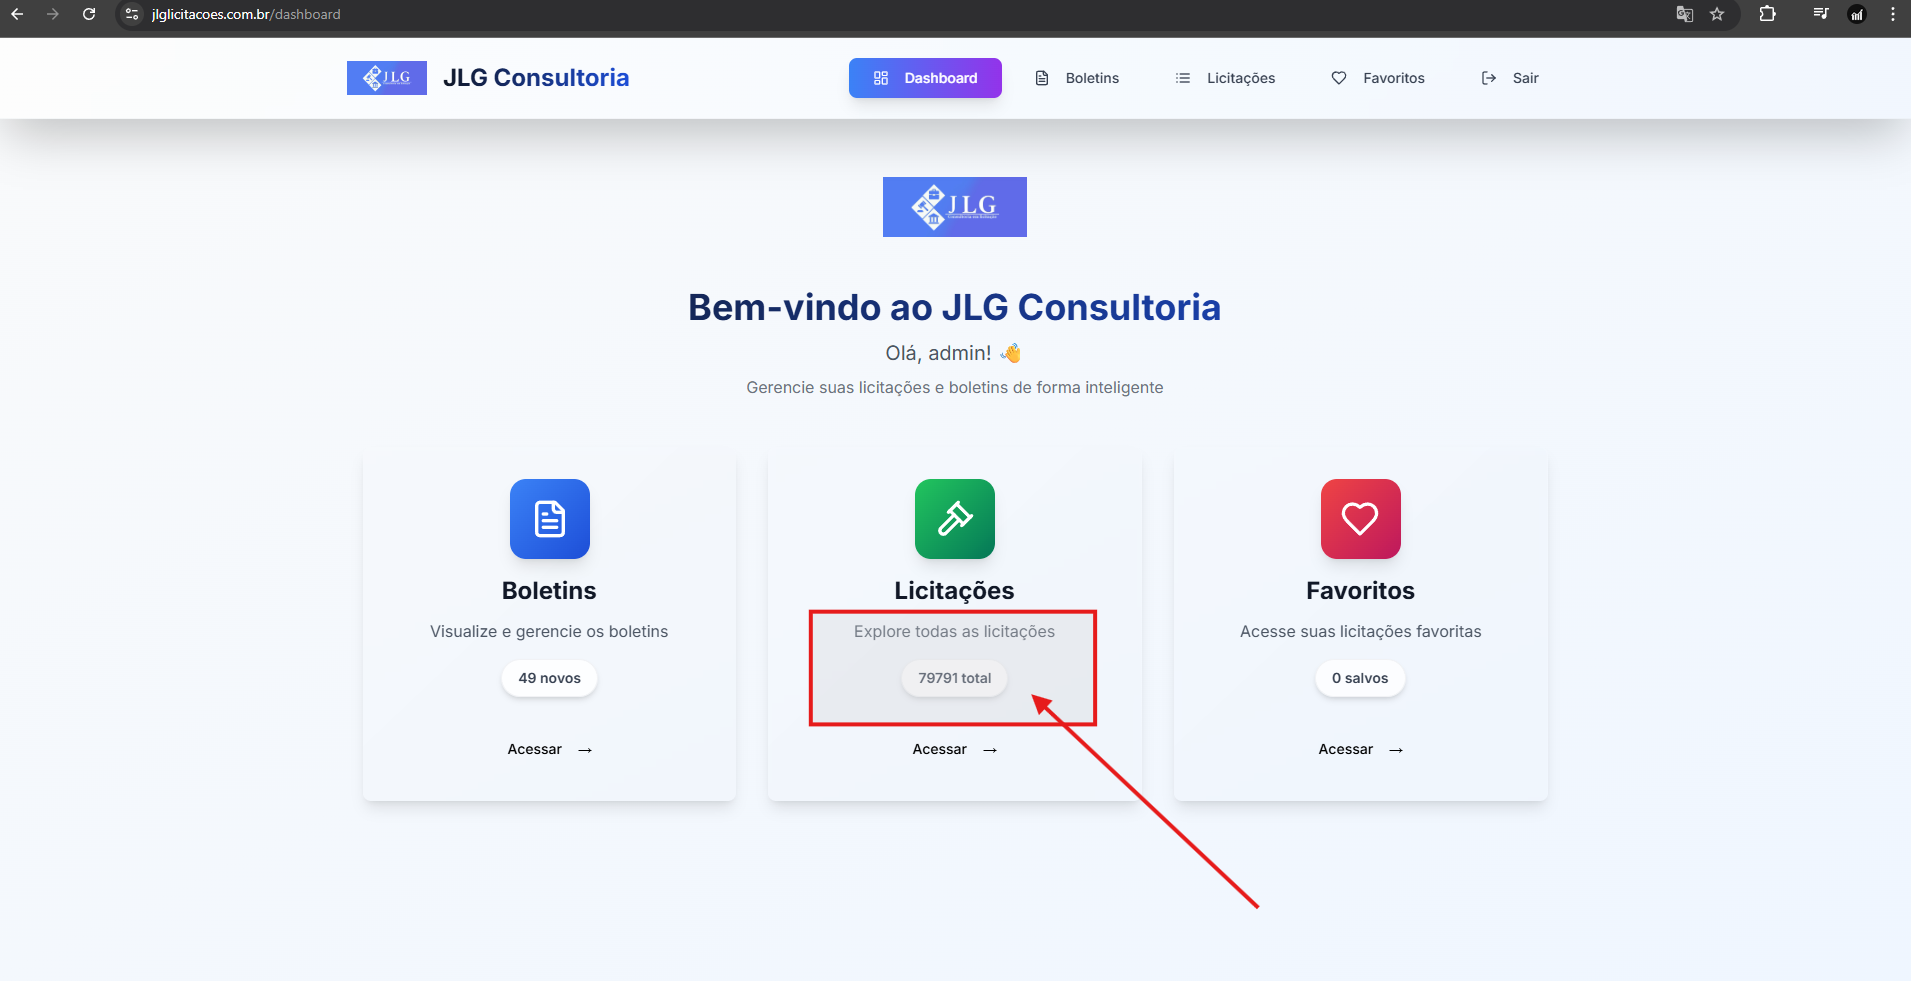 jlglicitacoes.com.br/dashboard
JLG
JLG Consultoria
Dashboard
Boletins
Licitações
Favoritos
Sair
JLG
Bem-vindo ao JLG Consultoria
Olá, admin! 👋
Gerencie suas licitações e boletins de forma inteligente
Boletins
Visualize e gerencie os boletins
49 novos
Acessar →
Licitações
Explore todas as licitações
79791 total
Acessar →
Favoritos
Acesse suas licitações favoritas
0 salvos
Acessar →